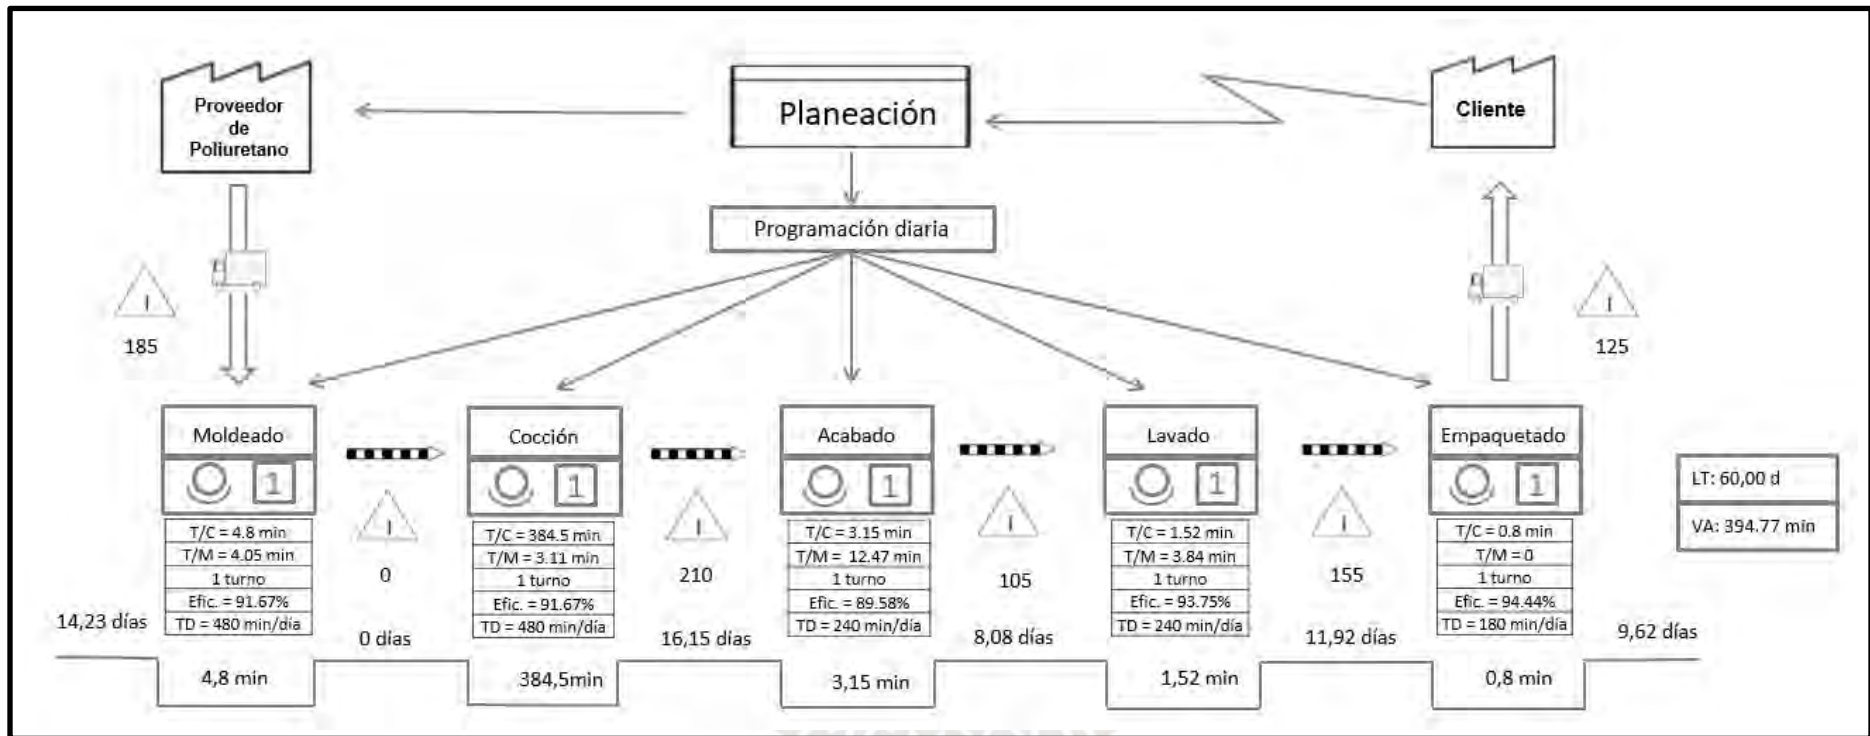 Proveedor
de
Poliuretano
Planeación
Cliente
Programación diaria
I
185
I
125
Moldeado
1
T/C = 4.8 min
T/M = 4.05 min
1 turno
Efic. = 91.67%
TD = 480 min/día
I
0
Cocción
1
T/C = 384.5 min
T/M = 3.11 min
1 turno
Efic. = 91.67%
TD = 480 min/día
I
210
Acabado
1
T/C = 3.15 min
T/M = 12.47 min
1 turno
Efic. = 89.58%
TD = 240 min/día
I
105
Lavado
1
T/C = 1.52 min
T/M = 3.84 min
1 turno
Efic. = 93.75%
TD = 240 min/día
I
155
Empaquetado
1
T/C = 0.8 min
T/M = 0
1 turno
Efic. = 94.44%
TD = 180 min/día
LT: 60,00 d
VA: 394.77 min
14,23 días
0 días
16,15 días
8,08 días
11,92 días
9,62 días
4,8 min
384,5min
3,15 min
1,52 min
0,8 min